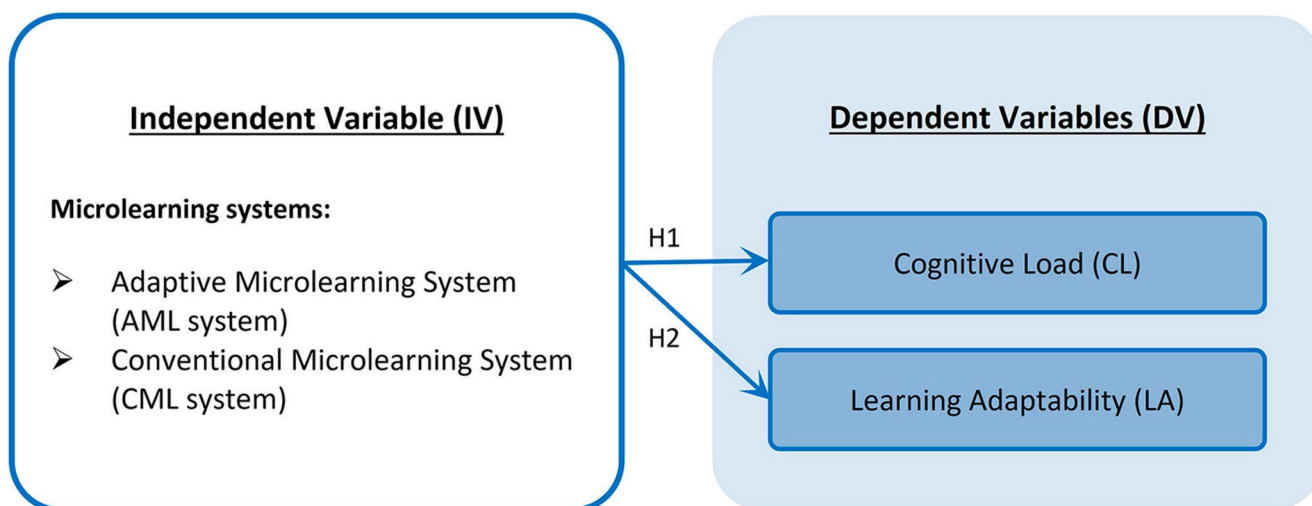 Independent Variable (IV)
Microlearning systems:
➢ Adaptive Microlearning System
(AML system)
➢ Conventional Microlearning System
(CML system)
H1
H2
Dependent Variables (DV)
Cognitive Load (CL)
Learning Adaptability (LA)